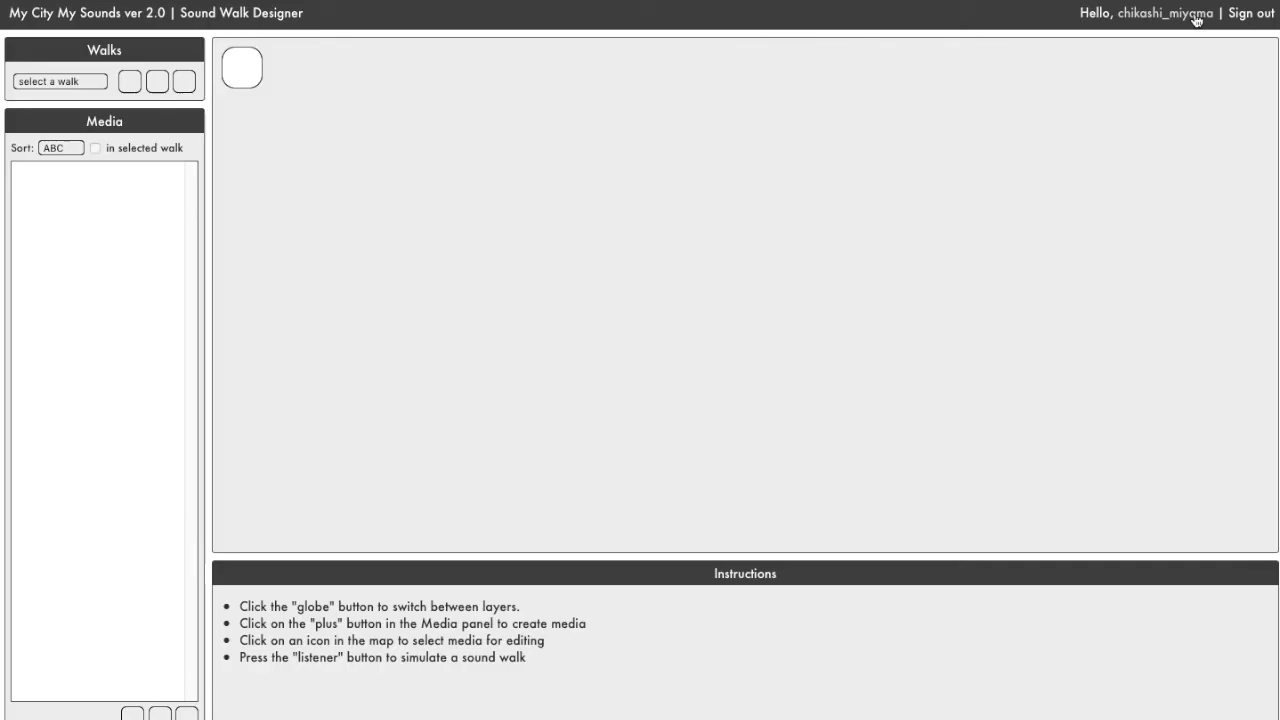 My City My Sounds ver 2.0 | Sound Walk Designer
Hello, chikashi_miyama | Sign out
Walks
select a walk
Media
Sort: ABC in selected walk
Instructions
Click the "globe" button to switch between layers.
Click on the "plus" button in the Media panel to create media
Click on an icon in the map to select media for editing
Press the "listener" button to simulate a sound walk